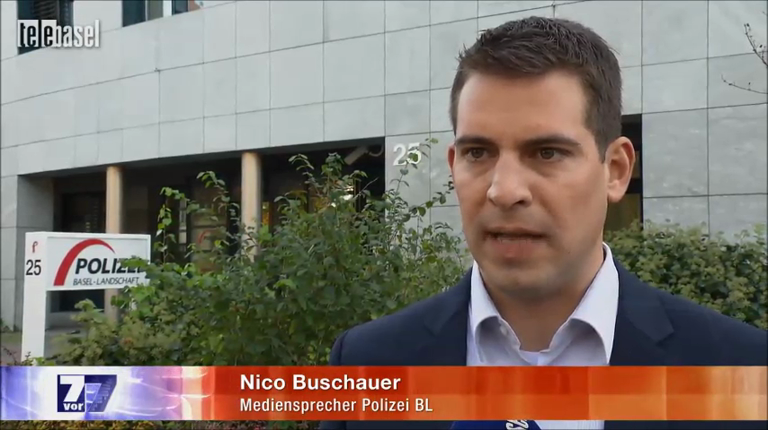 telebasel
25
25
POLIZEI
BASEL-LANDSCHAFT
7 vor 7
Nico Buschauer
Mediensprecher Polizei BL